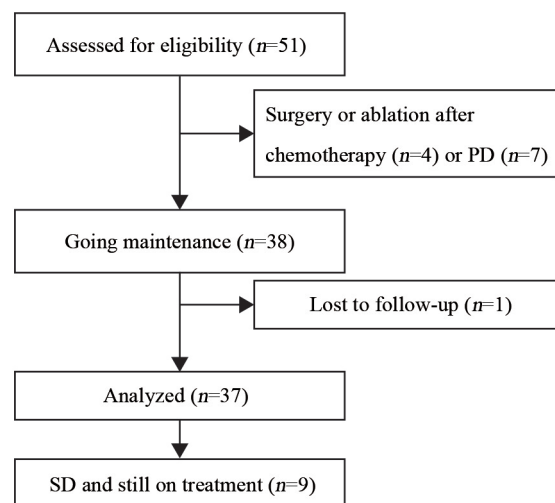 Assessed for eligibility (n=51)
Surgery or ablation after
chemotherapy (n=4) or PD (n=7)
Going maintenance (n=38)
Lost to follow-up (n=1)
Analyzed (n=37)
SD and still on treatment (n=9)